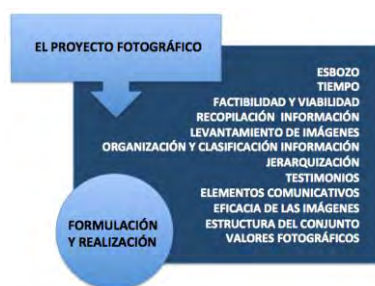 EL PROYECTO FOTOGRÁFICO
ESBOZO
TIEMPO
FACTIBILIDAD Y VIABILIDAD
RECOPILACIÓN INFORMACIÓN
LEVANTAMIENTO DE IMÁGENES
ORGANIZACIÓN Y CLASIFICACIÓN INFORMACIÓN
JERARQUIZACIÓN
TESTIMONIOS
ELEMENTOS COMUNICATIVOS
EFICACIA DE LAS IMÁGENES
ESTRUCTURA DEL CONJUNTO
VALORES FOTOGRÁFICOS
FORMULACIÓN
Y REALIZACIÓN